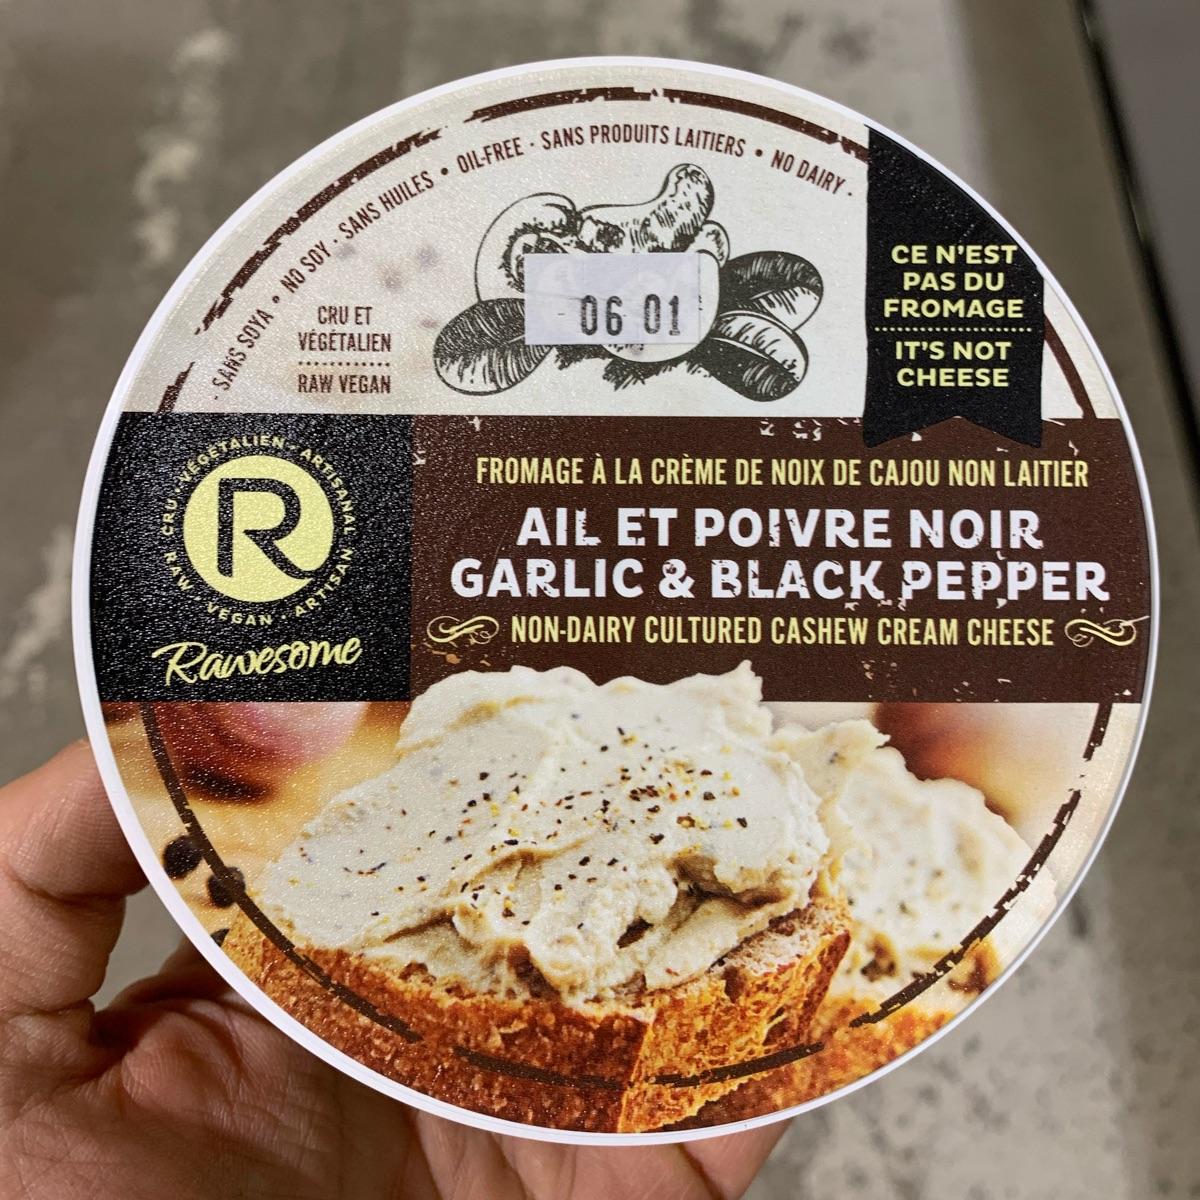 · SANS SOYA • NO SOY · SANS HUILES • OIL-FREE · SANS PRODUITS LAITIERS • NO DAIRY ·
CE N'EST
PAS DU
FROMAGE
IT'S NOT
CHEESE
- 06 01
CRU ET
VÉGÉTALIEN
RAW VEGAN
CRU · VÉGÉTALIEN · ARTISANAL
R
RAW · VEGAN · ARTISAN
Rawesome
FROMAGE À LA CRÈME DE NOIX DE CAJOU NON LAITIER
AIL ET POIVRE NOIR
GARLIC & BLACK PEPPER
NON-DAIRY CULTURED CASHEW CREAM CHEESE